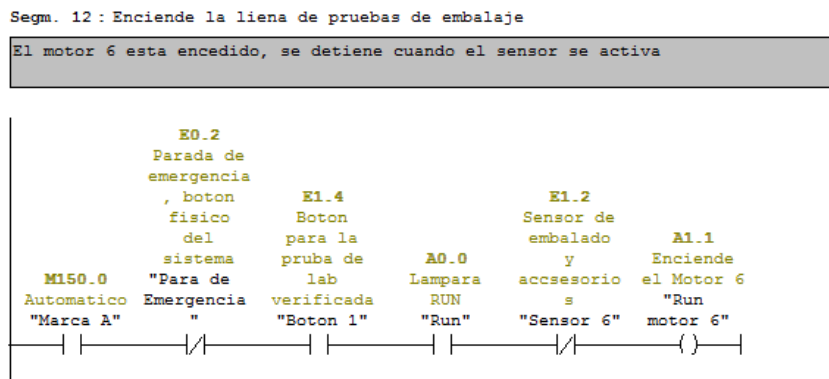 Segm. 12 : Enciende la liena de pruebas de embalaje
El motor 6 esta encedido, se detiene cuando el sensor se activa
M150.0
Automatico
"Marca A"
E0.2
Parada de
emergencia
, boton
fisico
del
sistema
"Para de
Emergencia
"
E1.4
Boton
para la
pruba de
lab
verificada
"Boton 1"
A0.0
Lampara
RUN
"Run"
E1.2
Sensor de
embalado
y
accsesorio
s
"Sensor 6"
A1.1
Enciende
el Motor 6
"Run
motor 6"